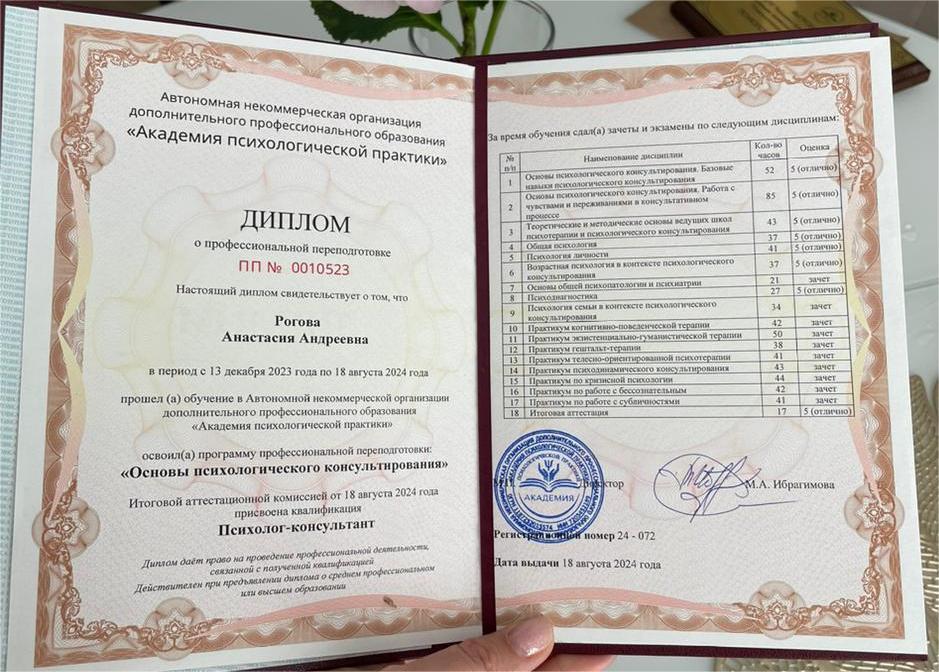 Автономная некоммерческая организация
дополнительного профессионального образования
«Академия психологической практики»
ДИПЛОМ
о профессиональной переподготовке
ПП № 0010523
Настоящий диплом свидетельствует о том, что
Рогова
Анастасия Андреевна
в период с 13 декабря 2023 года по 18 августа 2024 года
прошел (а) обучение в Автономной некоммерческой организации
дополнительного профессионального образования
«Академия психологической практики»
освоил(а) программу профессиональной переподготовки:
«Основы психологического консультирования»
Итоговой аттестационной комиссией от 18 августа 2024 года
присвоена квалификация
Психолог-консультант
Диплом даёт право на проведение профессиональной деятельности,
связанной с полученной квалификацией
Действителен при предъявлении диплома о среднем профессиональном
или высшем образовании
За время обучения сдал(а) зачеты и экзамены по следующим дисциплинам:
№ п/п Наименование дисциплин Кол-во часов Оценка
1 Основы психологического консультирования. Базовые 52 5 (отлично)
навыки психологического консультирования
2 Основы психологического консультирования. Работа с 85 5 (отлично)
чувствами и переживаниями в консультативном
процессе
3 Теоретические и методические основы ведущих школ 43 5 (отлично)
психотерапии и психологического консультирования
4 Общая психология 37 5 (отлично)
5 Психология личности 41 5 (отлично)
6 Возрастная психология в контексте психологического 37 5 (отлично)
консультирования
7 Основы общей психопатологии и психиатрии 21 зачет
8 Психодиагностика 27 5 (отлично)
9 Психология семьи в контексте психологического 34 зачет
консультирования
10 Практикум когнитивно-поведенческой терапии 42 зачет
11 Практикум экзистенциально-гуманистической терапии 50 зачет
12 Практикум гештальт-терапии 38 зачет
13 Практикум телесно-ориентированной психотерапии 41 зачет
14 Практикум психодинамического консультирования 43 зачет
15 Практикум по кризисной психологии 44 зачет
16 Практикум по работе с бессознательным 42 зачет
17 Практикум по работе с субличностями 41 зачет
18 Итоговая аттестация 17 5 (отлично)
АКАДЕМИЯ
Директор М.А. Ибрагимова
Регистрационный номер 24 - 072
Дата выдачи 18 августа 2024 года